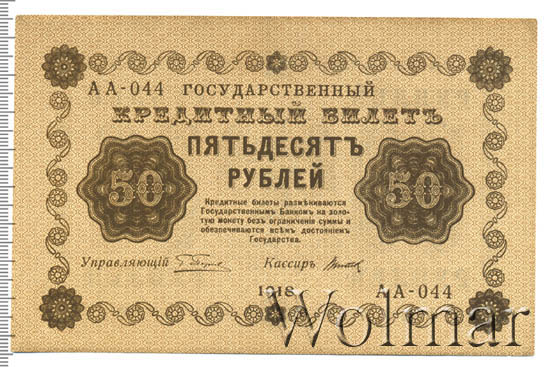 АА-044 ГОСУДАРСТВЕННЫЙ
КРЕДИТНЫЙ БИЛЕТЪ
ПЯТЬДЕСЯТЪ
РУБЛЕЙ
50
50
Кредитные билеты размѣниваются
Государственнымъ Банкомъ на золо-
тую монету безъ ограниченія суммы и
обезпечиваются всѣмъ достояніемъ
Государства.
Управляющій
Кассиръ
1918
АА-044
Wolmar